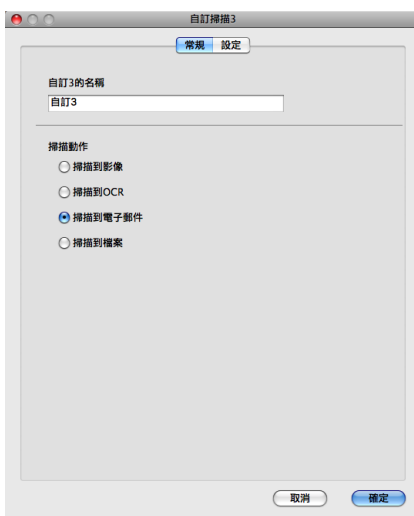 自訂掃描3
常規 設定
自訂3的名稱
自訂3
掃描動作
掃描到影像
掃描到OCR
掃描到電子郵件
掃描到檔案
取消 確定